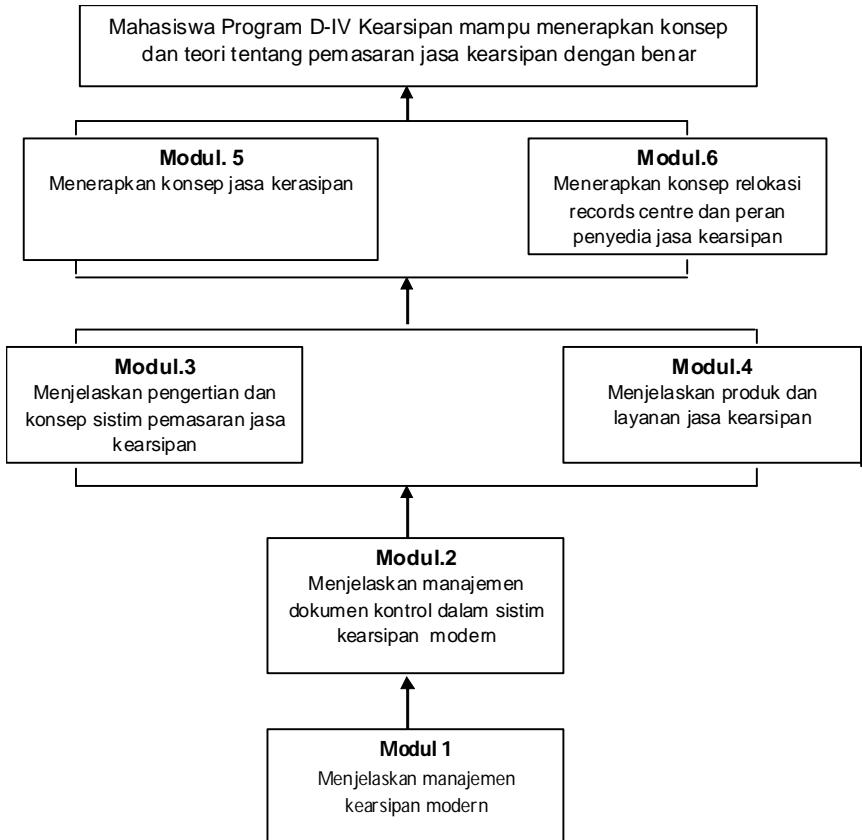 Mahasiswa Program D-IV Kearsipan mampu menerapkan konsep
dan teori tentang pemasaran jasa kearsipan dengan benar
Modul. 5
Menerapkan konsep jasa kerasipan
Modul.6
Menerapkan konsep relokasi
records centre dan peran
penyedia jasa kearsipan
Modul.3
Menjelaskan pengertian dan
konsep sistim pemasaran jasa
kearsipan
Modul.4
Menjelaskan produk dan
layanan jasa kearsipan
Modul.2
Menjelaskan manajemen
dokumen kontrol dalam sistim
kearsipan modern
Modul 1
Menjelaskan manajemen
kearsipan modern